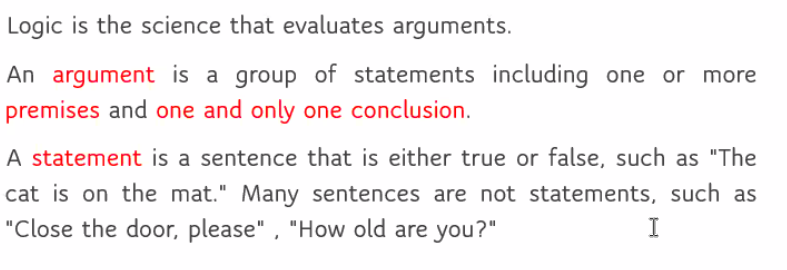 Logic is the science that evaluates arguments.
An argument is a group of statements including one or more
premises and one and only one conclusion.
A statement is a sentence that is either true or false, such as "The
cat is on the mat." Many sentences are not statements, such as
"Close the door, please" , "How old are you?"